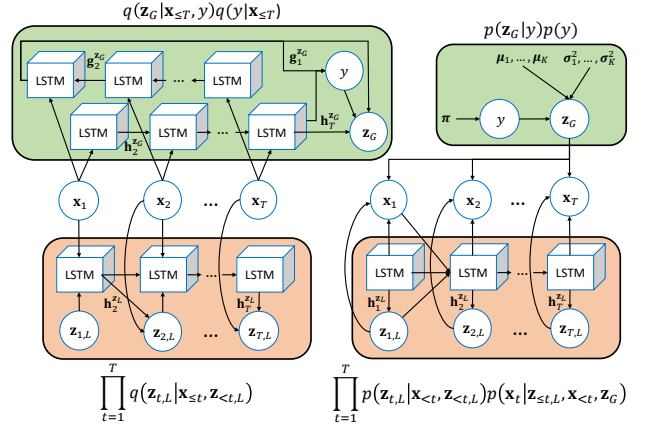 q(𝐳_G|𝐱_{≤T}, y)q(y|𝐱_{≤T})
𝐠_2^{𝐳_G}
𝐠_1^{𝐳_G}
y
LSTM
LSTM
...
LSTM
LSTM
LSTM
...
LSTM
𝐡_2^{𝐳_G}
𝐡_T^{𝐳_G}
𝐳_G
𝐱_1
𝐱_2
...
𝐱_T
LSTM
LSTM
...
LSTM
𝐡_2^{𝐳_L}
𝐡_T^{𝐳_L}
𝐳_{1,L}
𝐳_{2,L}
...
𝐳_{T,L}
∏_{t=1}^{T} q(𝐳_{t,L}|𝐱_{≤t}, 𝐳_{<t,L})
p(𝐳_G|y)p(y)
𝝁_1, ..., 𝝁_K
𝝈_1^2, ..., 𝝈_K^2
𝝅
y
𝐳_G
𝐱_1
𝐱_2
...
𝐱_T
LSTM
LSTM
...
LSTM
𝐡_1^{𝐳_L}
𝐡_2^{𝐳_L}
𝐡_T^{𝐳_L}
𝐳_{1,L}
𝐳_{2,L}
...
𝐳_{T,L}
∏_{t=1}^{T} p(𝐳_{t,L}|𝐱_{<t}, 𝐳_{<t,L})p(𝐱_t|𝐳_{≤t,L}, 𝐱_{<t}, 𝐳_G)